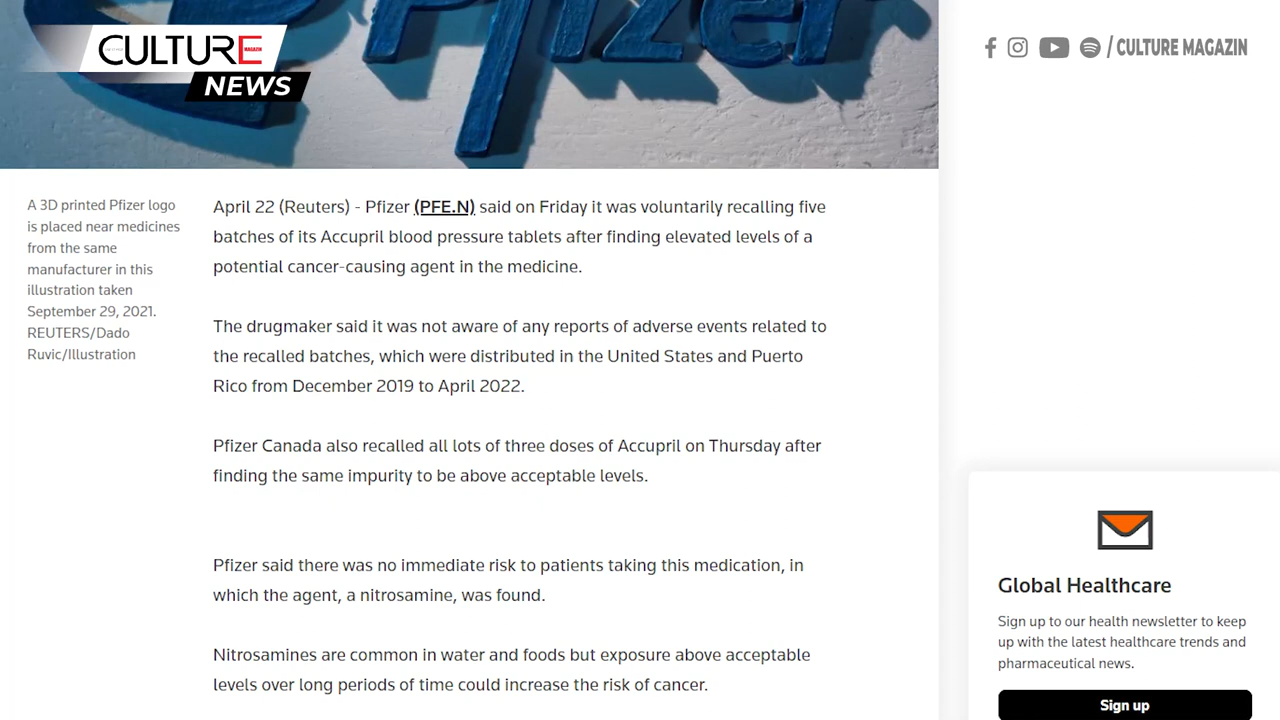 Pfizer
CULTURE
MAGAZIN
NEWS
/ CULTURE MAGAZIN
A 3D printed Pfizer logo
is placed near medicines
from the same
manufacturer in this
illustration taken
September 29, 2021.
REUTERS/Dado
Ruvic/Illustration
April 22 (Reuters) - Pfizer (PFE.N) said on Friday it was voluntarily recalling five
batches of its Accupril blood pressure tablets after finding elevated levels of a
potential cancer-causing agent in the medicine.
The drugmaker said it was not aware of any reports of adverse events related to
the recalled batches, which were distributed in the United States and Puerto
Rico from December 2019 to April 2022.
Pfizer Canada also recalled all lots of three doses of Accupril on Thursday after
finding the same impurity to be above acceptable levels.
Pfizer said there was no immediate risk to patients taking this medication, in
which the agent, a nitrosamine, was found.
Nitrosamines are common in water and foods but exposure above acceptable
levels over long periods of time could increase the risk of cancer.
Global Healthcare
Sign up to our health newsletter to keep
up with the latest healthcare trends and
pharmaceutical news.
Sign up